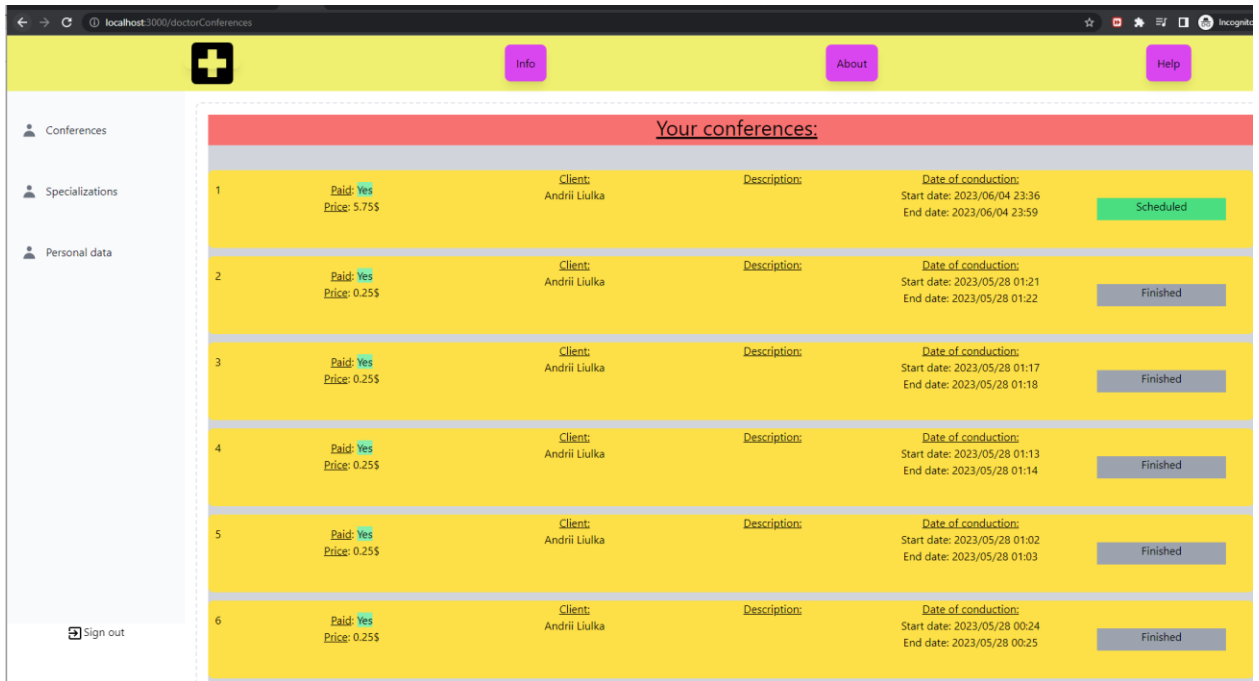 localhost:3000/doctorConferences
Incognito
Info
About
Help
Conferences
Specializations
Personal data
Sign out
Your conferences:
1
Paid: Yes
Price: 5.75$
Client:
Andrii Liulka
Description:
Date of conduction:
Start date: 2023/06/04 23:36
End date: 2023/06/04 23:59
Scheduled
2
Paid: Yes
Price: 0.25$
Client:
Andrii Liulka
Description:
Date of conduction:
Start date: 2023/05/28 01:21
End date: 2023/05/28 01:22
Finished
3
Paid: Yes
Price: 0.25$
Client:
Andrii Liulka
Description:
Date of conduction:
Start date: 2023/05/28 01:17
End date: 2023/05/28 01:18
Finished
4
Paid: Yes
Price: 0.25$
Client:
Andrii Liulka
Description:
Date of conduction:
Start date: 2023/05/28 01:13
End date: 2023/05/28 01:14
Finished
5
Paid: Yes
Price: 0.25$
Client:
Andrii Liulka
Description:
Date of conduction:
Start date: 2023/05/28 01:02
End date: 2023/05/28 01:03
Finished
6
Paid: Yes
Price: 0.25$
Client:
Andrii Liulka
Description:
Date of conduction:
Start date: 2023/05/28 00:24
End date: 2023/05/28 00:25
Finished